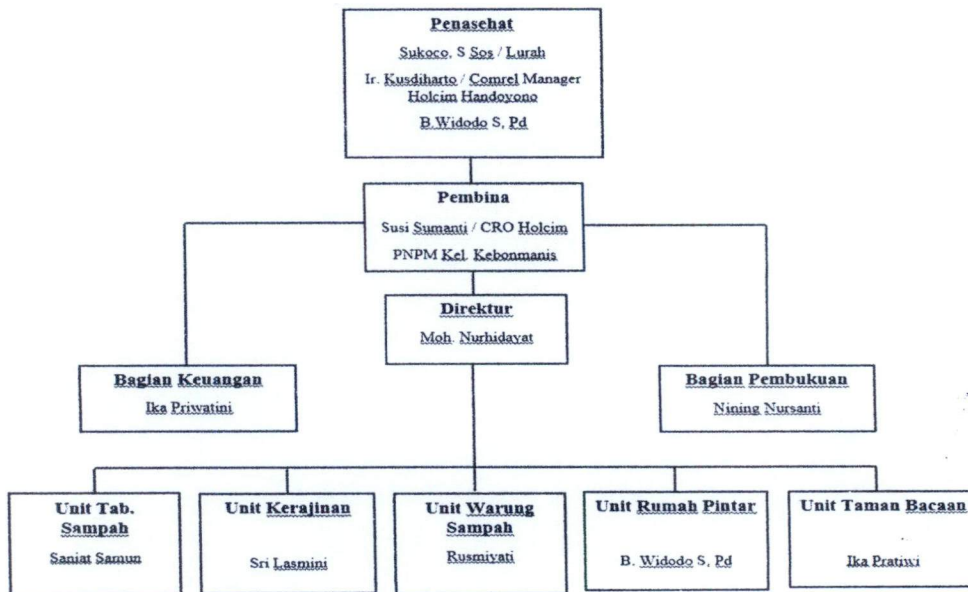 Penasehat
Sukoco, S Sos / Lurah
Ir. Kusdiharto / Comrel Manager
Holcim Handoyono
B.Widodo S, Pd
Pembina
Susi Sumanti / CRO Holcim
PNPM Kel. Kebonmanis
Direktur
Moh. Nurhidayat
Bagian Keuangan
Ika Priwatini
Bagian Pembukuan
Nining Nursanti
Unit Tab.
Sampah
Saniat Samun
Unit Kerajinan
Sri Lasmini
Unit Warung
Sampah
Rusmiyati
Unit Rumah Pintar
B. Widodo S, Pd
Unit Taman Bacaan
Ika Pratiwi